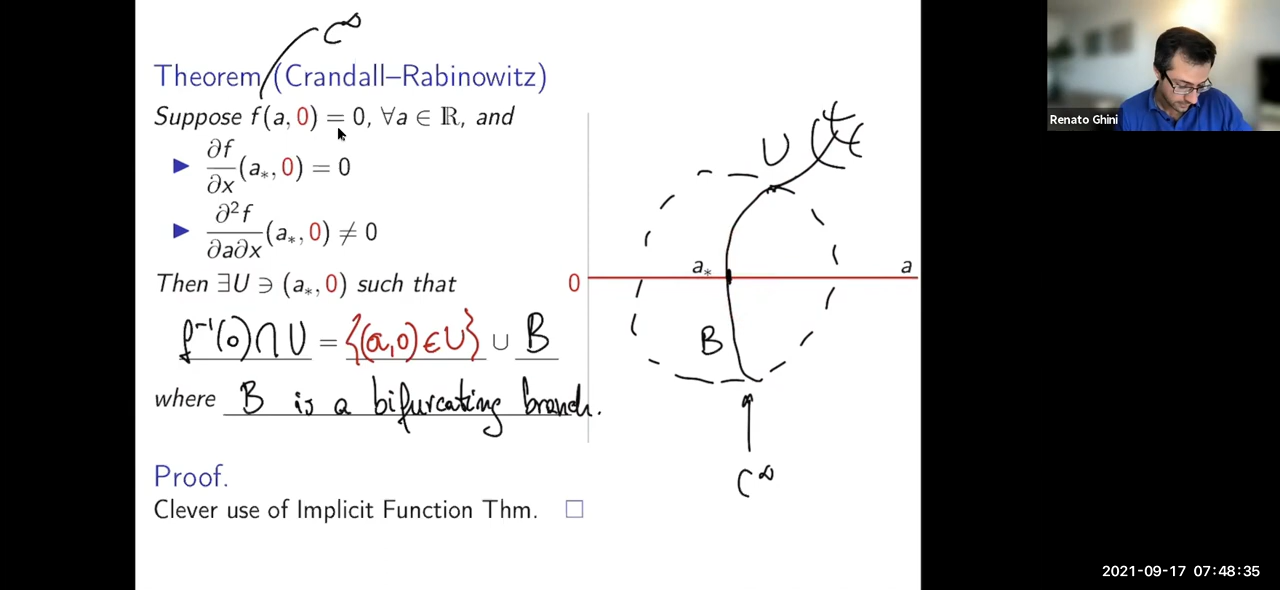 C∞
Theorem (Crandall–Rabinowitz)
Suppose f(a, 0) = 0, ∀a ∈ ℝ, and
▶ ∂f/∂x (a*, 0) = 0
▶ ∂²f/∂a∂x (a*, 0) ≠ 0
Then ∃U ∋ (a*, 0) such that
f⁻¹(0) ∩ U = {(a,0) ∈ U} ∪ B
where B is a bifurcating branch.
Proof.
Clever use of Implicit Function Thm. □
U
a*
a
0
B
C∞
Renato Ghini
2021-09-17 07:48:35